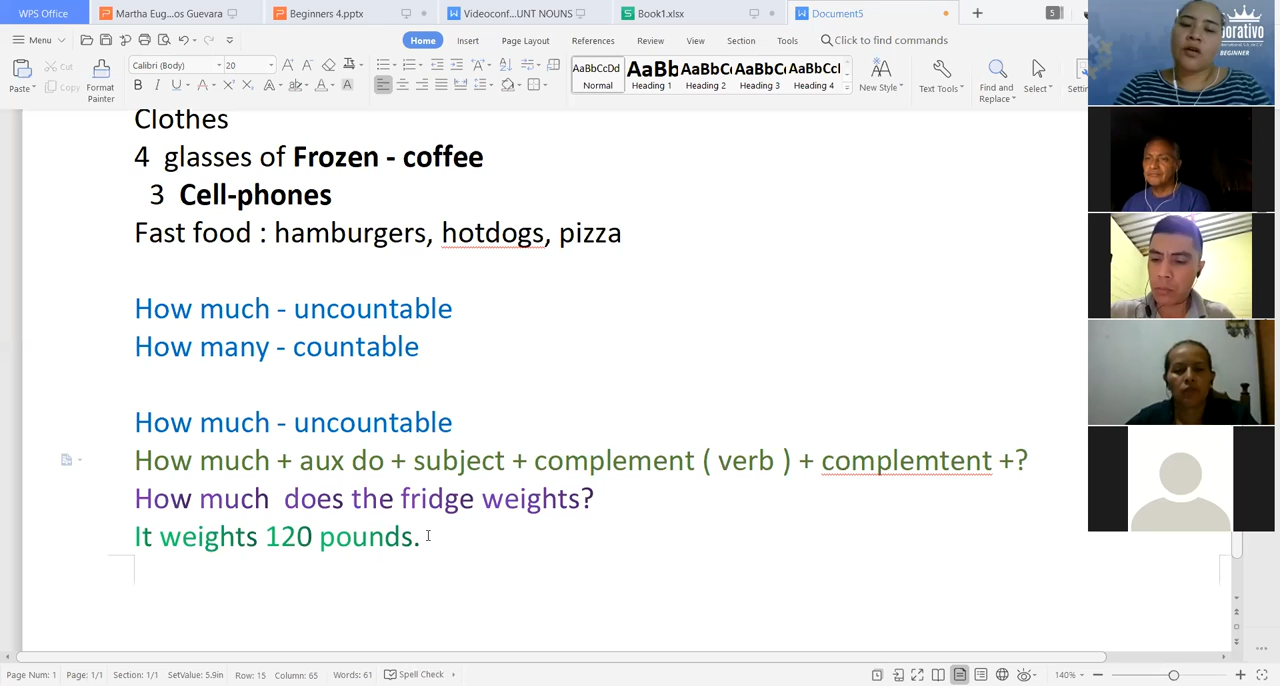 WPS Office
Martha Eug...os Guevara
Beginners 4.pptx
Videoconf...UNT NOUNS
Book1.xlsx
Document5
5
Menu
Home
Insert
Page Layout
References
Review
View
Section
Tools
Click to find commands
Paste
Cut
Copy
Format
Painter
Calibri (Body)
20
AaBbCcDd
Normal
AaBb
Heading 1
AaBbC
Heading 2
AaBbCc
Heading 3
AaBbCcl
Heading 4
New Style
Text Tools
Find and
Replace
Select
orativo
BEGINNER
Clothes
4 glasses of Frozen - coffee
3 Cell-phones
Fast food : hamburgers, hotdogs, pizza
How much - uncountable
How many - countable
How much - uncountable
How much + aux do + subject + complement ( verb ) + complemtent +?
How much does the fridge weights?
It weights 120 pounds.
Page Num: 1
Page: 1/1
Section: 1/1
SetValue: 5.9in
Row: 15
Column: 65
Words: 61
Spell Check
140%